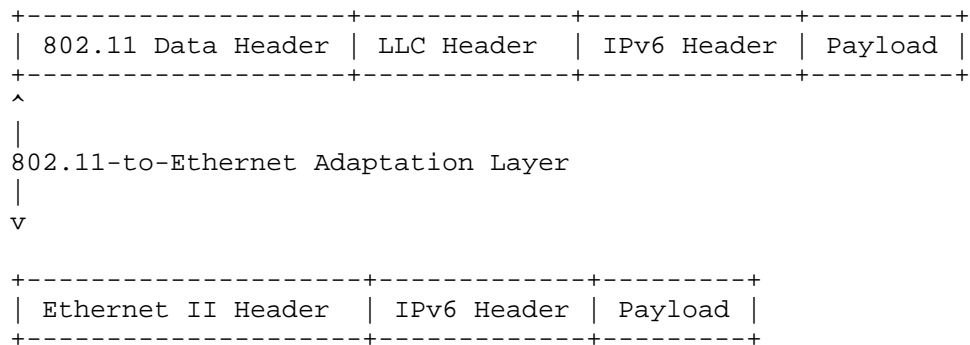 +--------------------+-------------+-------------+---------+
| 802.11 Data Header | LLC Header  | IPv6 Header | Payload |
+--------------------+-------------+-------------+---------+
^
|
802.11-to-Ethernet Adaptation Layer
|
v
+---------------------+-------------+---------+
| Ethernet II Header  | IPv6 Header | Payload |
+---------------------+-------------+---------+